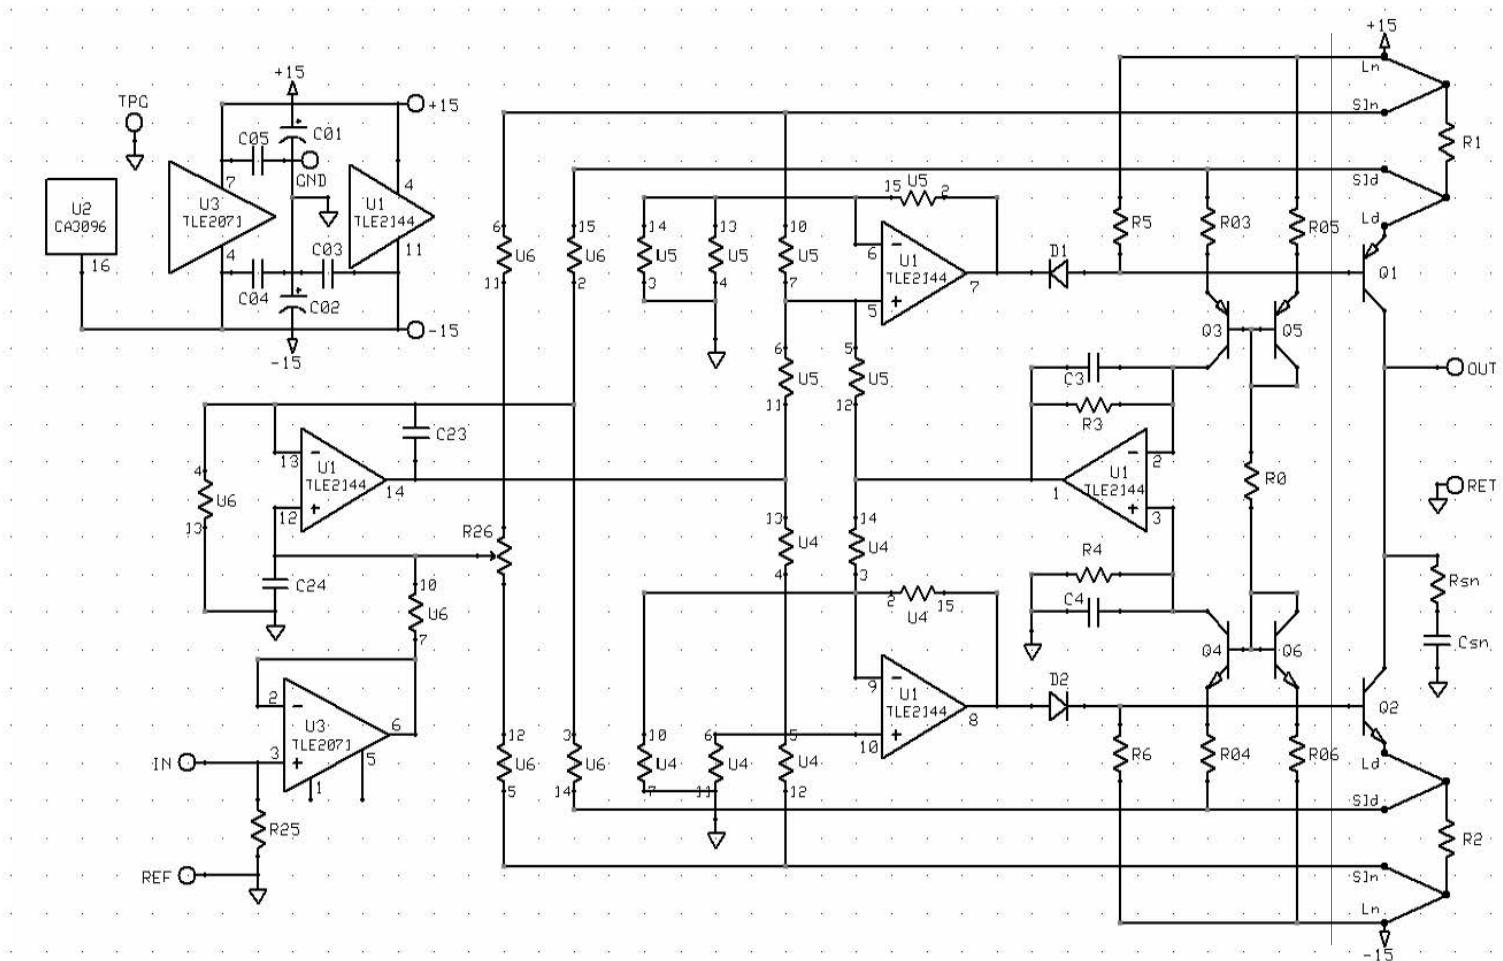 +15
Ln
+15
TPG
+15
C05
C01
SIn
R1
7
GND
4
U2
CA3096
U3
TLE2071
U1
TLE2144
SId
15
U5
2
Ld
16
4
11
C03
C04
C02
-15
-15
6
U6
11
15
U6
2
14
U5
3
13
U5
4
10
U5
7
6
U1
TLE2144
5
7
D1
R5
R03
R05
Q1
Q3
Q5
6
U5
11
5
U5
12
C3
R3
OUT
C23
4
U6
13
13
U1
TLE2144
12
14
2
U1
TLE2144
1
3
R0
RET
R26
C24
10
U6
7
13
U4
4
14
U4
3
R4
C4
Rsn
Csn
2
U4
15
Q4
Q6
9
U1
TLE2144
10
8
D2
Q2
2
U3
TLE2071
6
3
5
1
IN
12
U6
5
3
U6
14
10
U4
7
6
U4
11
5
U4
12
R6
R04
R06
Ld
SId
R25
R2
REF
SIn
Ln
-15